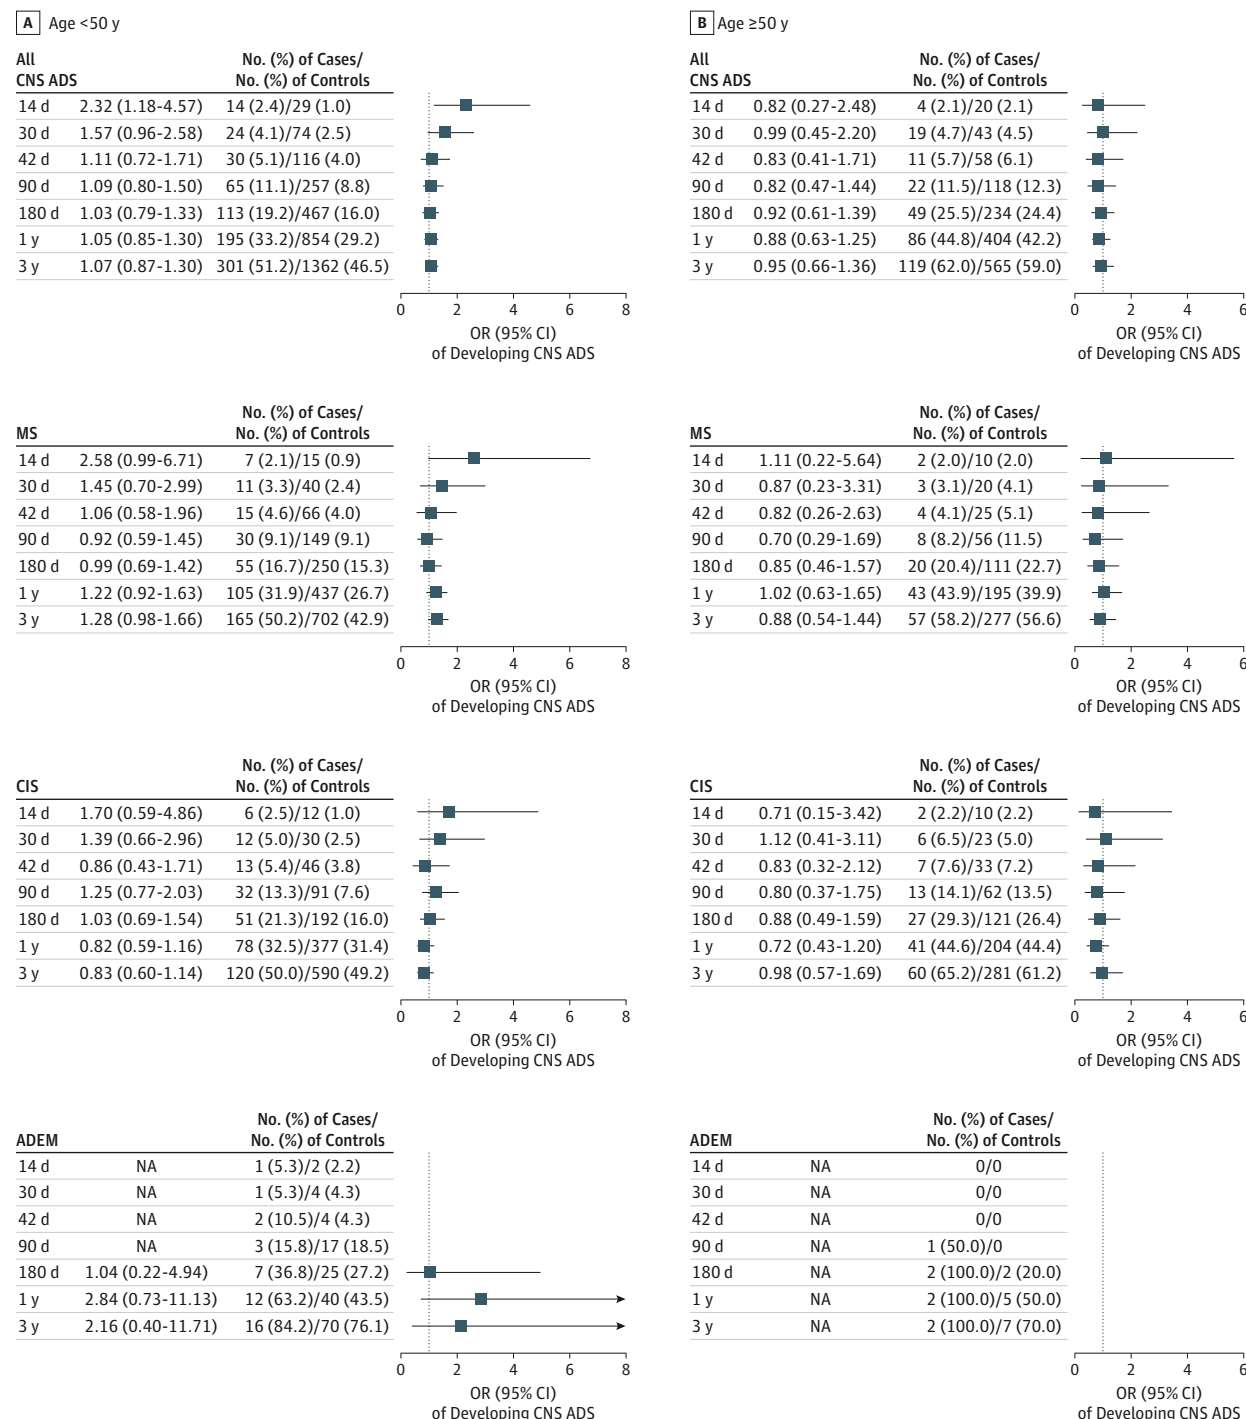 A Age <50 y
All No. (%) of Cases/
CNS ADS No. (%) of Controls
14 d 2.32 (1.18-4.57) 14 (2.4)/29 (1.0)
30 d 1.57 (0.96-2.58) 24 (4.1)/74 (2.5)
42 d 1.11 (0.72-1.71) 30 (5.1)/116 (4.0)
90 d 1.09 (0.80-1.50) 65 (11.1)/257 (8.8)
180 d 1.03 (0.79-1.33) 113 (19.2)/467 (16.0)
1 y 1.05 (0.85-1.30) 195 (33.2)/854 (29.2)
3 y 1.07 (0.87-1.30) 301 (51.2)/1362 (46.5)
0 2 4 6 8
OR (95% CI)
of Developing CNS ADS
No. (%) of Cases/
MS No. (%) of Controls
14 d 2.58 (0.99-6.71) 7 (2.1)/15 (0.9)
30 d 1.45 (0.70-2.99) 11 (3.3)/40 (2.4)
42 d 1.06 (0.58-1.96) 15 (4.6)/66 (4.0)
90 d 0.92 (0.59-1.45) 30 (9.1)/149 (9.1)
180 d 0.99 (0.69-1.42) 55 (16.7)/250 (15.3)
1 y 1.22 (0.92-1.63) 105 (31.9)/437 (26.7)
3 y 1.28 (0.98-1.66) 165 (50.2)/702 (42.9)
0 2 4 6 8
OR (95% CI)
of Developing CNS ADS
No. (%) of Cases/
CIS No. (%) of Controls
14 d 1.70 (0.59-4.86) 6 (2.5)/12 (1.0)
30 d 1.39 (0.66-2.96) 12 (5.0)/30 (2.5)
42 d 0.86 (0.43-1.71) 13 (5.4)/46 (3.8)
90 d 1.25 (0.77-2.03) 32 (13.3)/91 (7.6)
180 d 1.03 (0.69-1.54) 51 (21.3)/192 (16.0)
1 y 0.82 (0.59-1.16) 78 (32.5)/377 (31.4)
3 y 0.83 (0.60-1.14) 120 (50.0)/590 (49.2)
0 2 4 6 8
OR (95% CI)
of Developing CNS ADS
No. (%) of Cases/
ADEM No. (%) of Controls
14 d NA 1 (5.3)/2 (2.2)
30 d NA 1 (5.3)/4 (4.3)
42 d NA 2 (10.5)/4 (4.3)
90 d NA 3 (15.8)/17 (18.5)
180 d 1.04 (0.22-4.94) 7 (36.8)/25 (27.2)
1 y 2.84 (0.73-11.13) 12 (63.2)/40 (43.5)
3 y 2.16 (0.40-11.71) 16 (84.2)/70 (76.1)
0 2 4 6 8
OR (95% CI)
of Developing CNS ADS
B Age ≥50 y
All No. (%) of Cases/
CNS ADS No. (%) of Controls
14 d 0.82 (0.27-2.48) 4 (2.1)/20 (2.1)
30 d 0.99 (0.45-2.20) 19 (4.7)/43 (4.5)
42 d 0.83 (0.41-1.71) 11 (5.7)/58 (6.1)
90 d 0.82 (0.47-1.44) 22 (11.5)/118 (12.3)
180 d 0.92 (0.61-1.39) 49 (25.5)/234 (24.4)
1 y 0.88 (0.63-1.25) 86 (44.8)/404 (42.2)
3 y 0.95 (0.66-1.36) 119 (62.0)/565 (59.0)
0 2 4 6
OR (95% CI)
of Developing CNS ADS
No. (%) of Cases/
MS No. (%) of Controls
14 d 1.11 (0.22-5.64) 2 (2.0)/10 (2.0)
30 d 0.87 (0.23-3.31) 3 (3.1)/20 (4.1)
42 d 0.82 (0.26-2.63) 4 (4.1)/25 (5.1)
90 d 0.70 (0.29-1.69) 8 (8.2)/56 (11.5)
180 d 0.85 (0.46-1.57) 20 (20.4)/111 (22.7)
1 y 1.02 (0.63-1.65) 43 (43.9)/195 (39.9)
3 y 0.88 (0.54-1.44) 57 (58.2)/277 (56.6)
0 2 4 6
OR (95% CI)
of Developing CNS ADS
No. (%) of Cases/
CIS No. (%) of Controls
14 d 0.71 (0.15-3.42) 2 (2.2)/10 (2.2)
30 d 1.12 (0.41-3.11) 6 (6.5)/23 (5.0)
42 d 0.83 (0.32-2.12) 7 (7.6)/33 (7.2)
90 d 0.80 (0.37-1.75) 13 (14.1)/62 (13.5)
180 d 0.88 (0.49-1.59) 27 (29.3)/121 (26.4)
1 y 0.72 (0.43-1.20) 41 (44.6)/204 (44.4)
3 y 0.98 (0.57-1.69) 60 (65.2)/281 (61.2)
0 2 4 6
OR (95% CI)
of Developing CNS ADS
No. (%) of Cases/
ADEM No. (%) of Controls
14 d NA 0/0
30 d NA 0/0
42 d NA 0/0
90 d NA 1 (50.0)/0
180 d NA 2 (100.0)/2 (20.0)
1 y NA 2 (100.0)/5 (50.0)
3 y NA 2 (100.0)/7 (70.0)
0 2 4 6
OR (95% CI)
of Developing CNS ADS